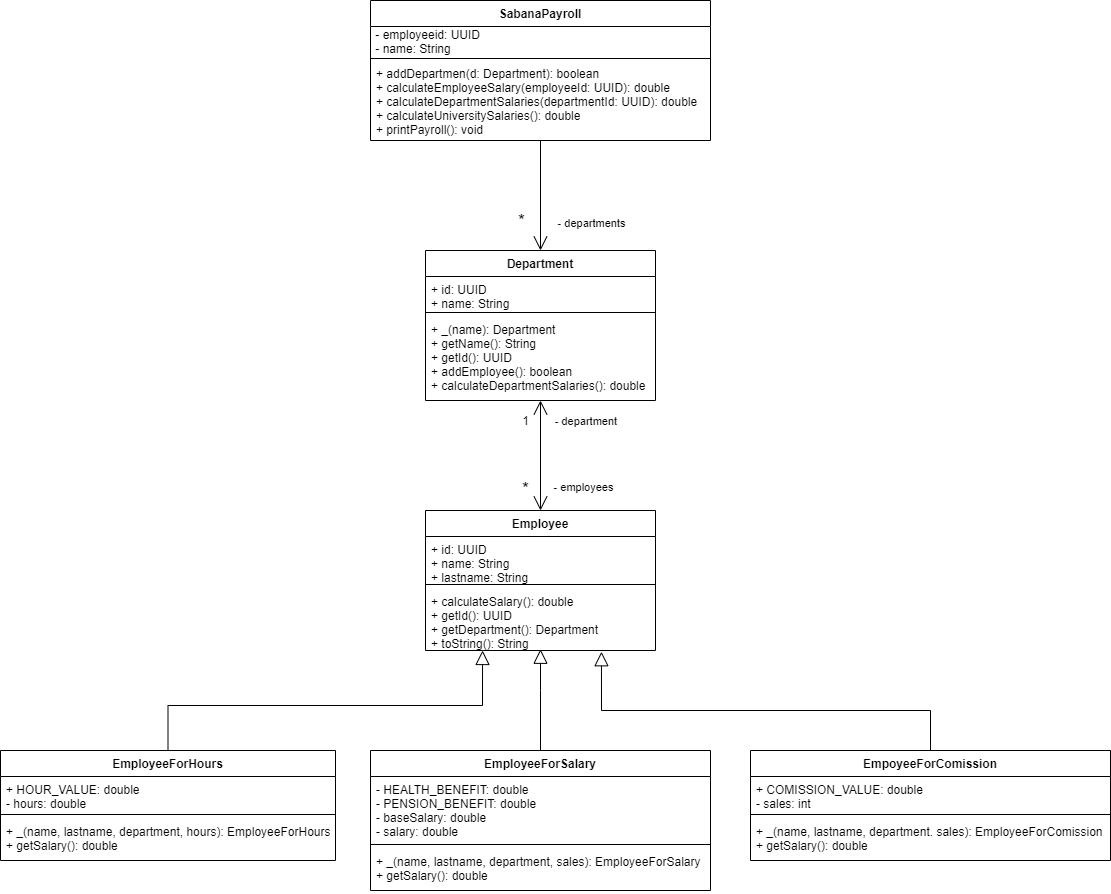 SabanaPayroll
- employeeid: UUID
- name: String
+ addDepartmen(d: Department): boolean
+ calculateEmployeeSalary(employeeId: UUID): double
+ calculateDepartmentSalaries(departmentId: UUID): double
+ calculateUniversitySalaries(): double
+ printPayroll(): void
*
- departments
Department
+ id: UUID
+ name: String
+ _(name): Department
+ getName(): String
+ getId(): UUID
+ addEmployee(): boolean
+ calculateDepartmentSalaries(): double
1
- department
*
- employees
Employee
+ id: UUID
+ name: String
+ lastname: String
+ calculateSalary(): double
+ getId(): UUID
+ getDepartment(): Department
+ toString(): String
EmployeeForHours
+ HOUR_VALUE: double
- hours: double
+ _(name, lastname, department, hours): EmployeeForHours
+ getSalary(): double
EmployeeForSalary
- HEALTH_BENEFIT: double
- PENSION_BENEFIT: double
- baseSalary: double
- salary: double
+ _(name, lastname, department, sales): EmployeeForSalary
+ getSalary(): double
EmpoyeeForComission
+ COMISSION_VALUE: double
- sales: int
+ _(name, lastname, department. sales): EmployeeForComission
+ getSalary(): double